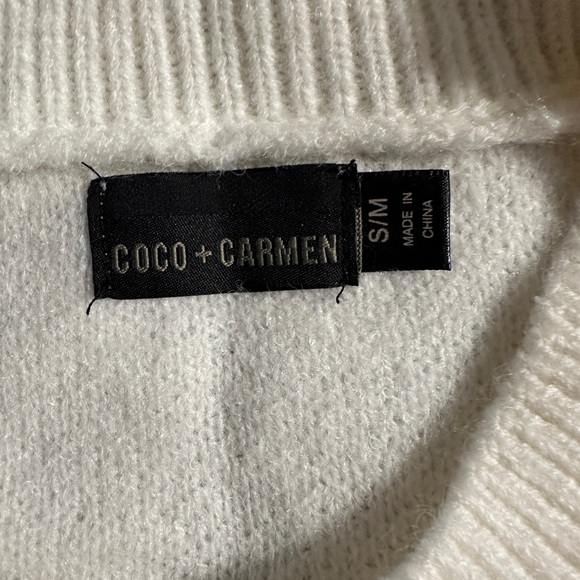 COCO + CARMEN
S/M
MADE IN
CHINA